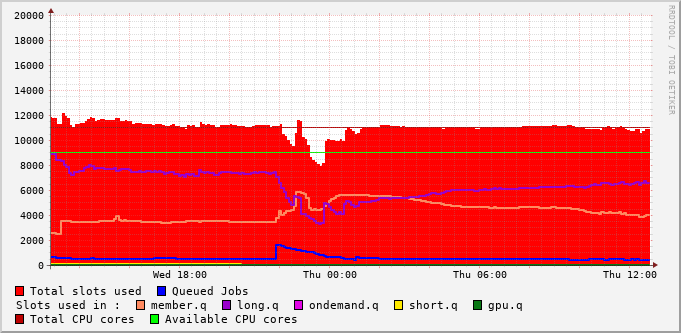 20000
18000
16000
14000
12000
10000
8000
6000
4000
2000
0
Wed 18:00 Thu 00:00 Thu 06:00 Thu 12:00
RRDTOOL / TOBI OETIKER
Total slots used Queued Jobs
Slots used in : member.q long.q ondemand.q short.q gpu.q
Total CPU cores Available CPU cores